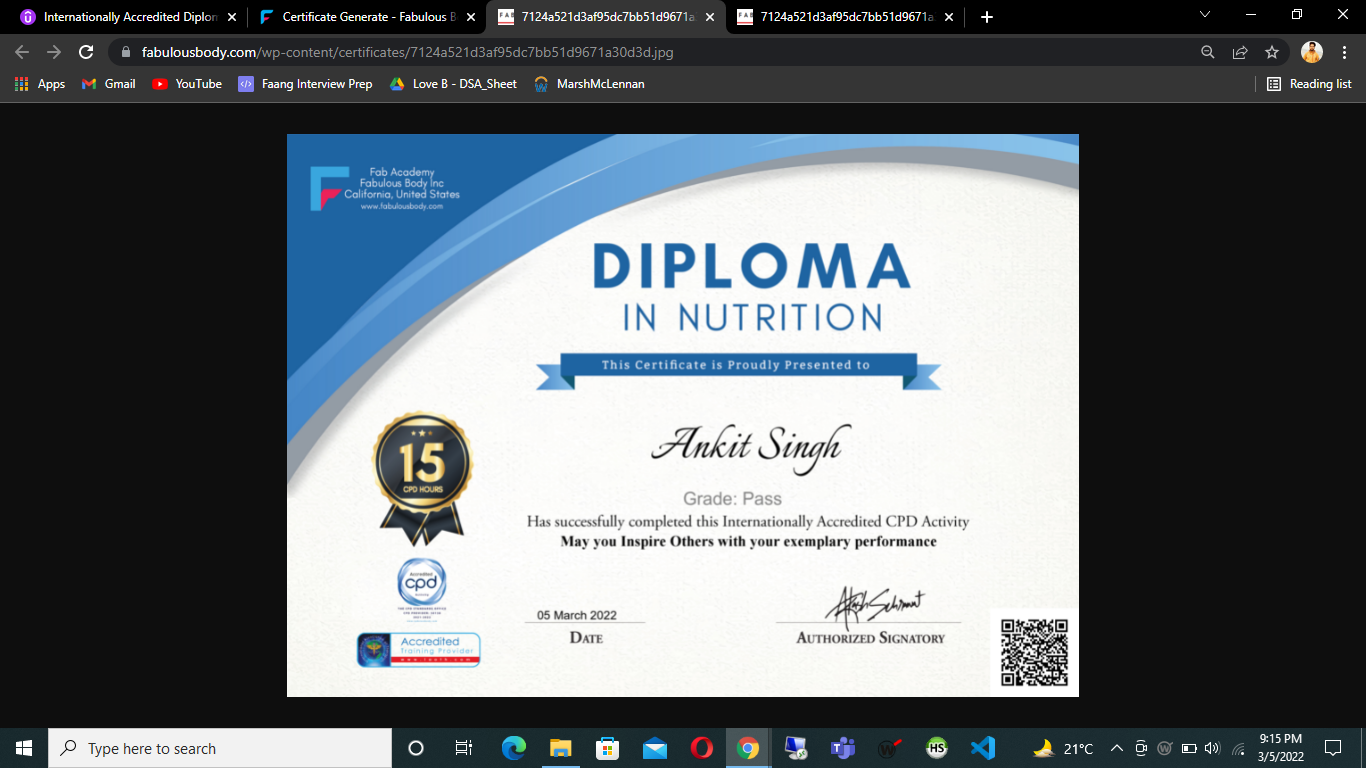 Internationally Accredited Diplom
Certificate Generate - Fabulous B
7124a521d3af95dc7bb51d9671a
7124a521d3af95dc7bb51d9671a
fabulousbody.com/wp-content/certificates/7124a521d3af95dc7bb51d9671a30d3d.jpg
Apps
Gmail
YouTube
Faang Interview Prep
Love B - DSA_Sheet
MarshMcLennan
Reading list
Fab Academy
Fabulous Body Inc
California, United States
www.fabulousbody.com
DIPLOMA
IN NUTRITION
This Certificate is Proudly Presented to
Ankit Singh
15
CPD HOURS
Grade: Pass
Has successfully completed this Internationally Accredited CPD Activity
May you Inspire Others with your exemplary performance
Accredited
cpd
05 March 2022
DATE
AUTHORIZED SIGNATORY
Accredited
Training Provider
Type here to search
HS
21°C
9:15 PM
3/5/2022